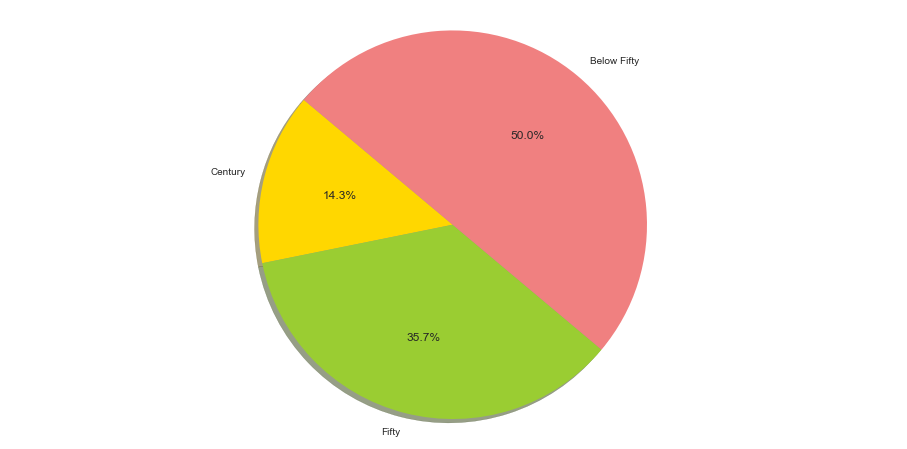 Below Fifty
50.0%
Century
14.3%
35.7%
Fifty